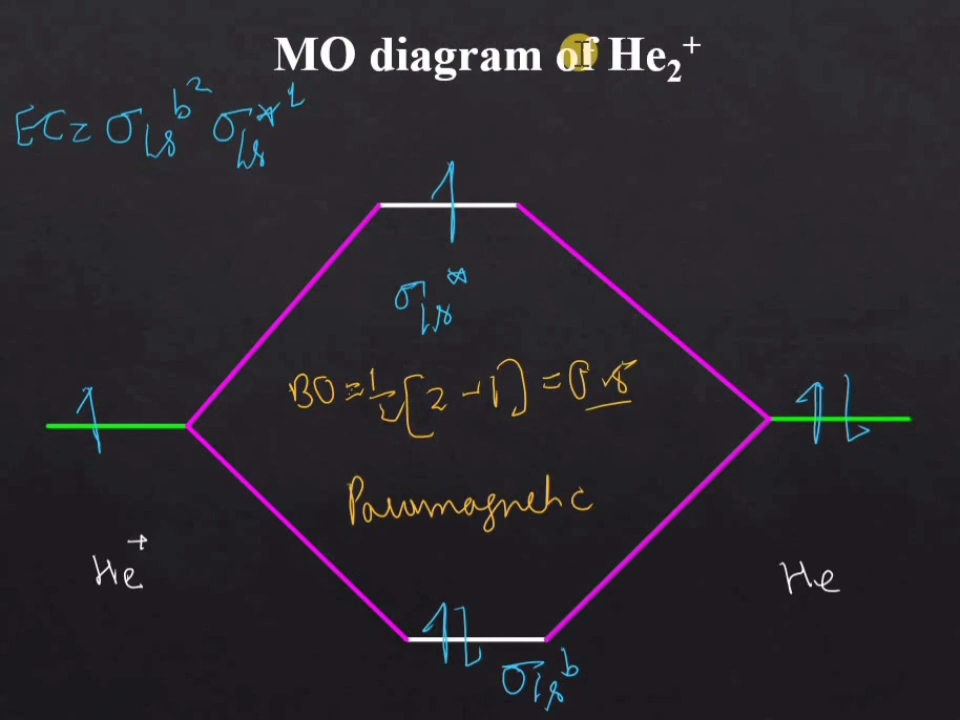 MO diagram of He₂⁺
EC = σ1s^b² σ1s^*1
σ1s^*
BO = 1/2 [2 - 1] = 0.5
Paramagnetic
He⁺
He
σ1s^b